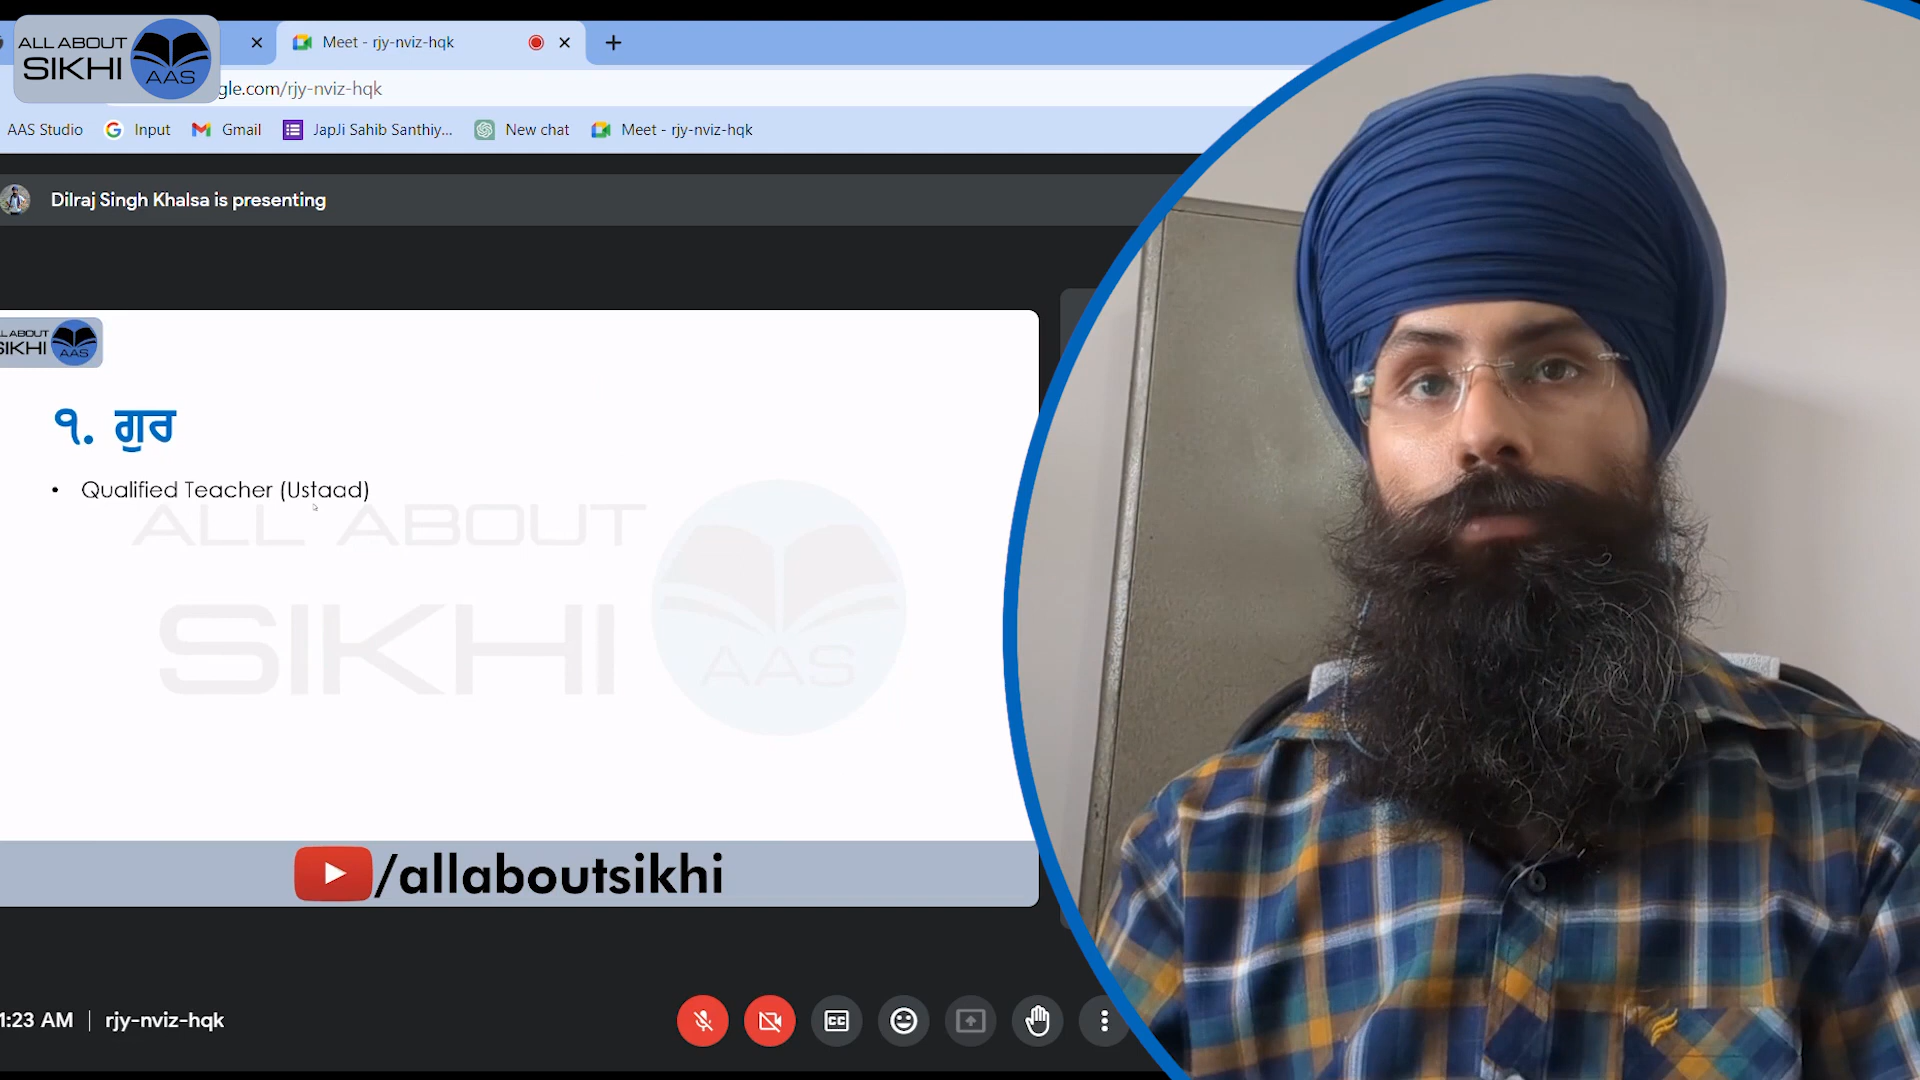 ALL ABOUT
SIKHI
AAS
Meet - rjy-nviz-hqk
gle.com/rjy-nviz-hqk
AAS Studio
Input
Gmail
JapJi Sahib Santhiy...
New chat
Meet - rjy-nviz-hqk
Dilraj Singh Khalsa is presenting
ABOUT
SIKHI
AAS
੧. ਗੁਰ
• Qualified Teacher (Ustaad)
ALL ABOUT
SIKHI
AAS
/allaboutsikhi
1:23 AM | rjy-nviz-hqk
CC